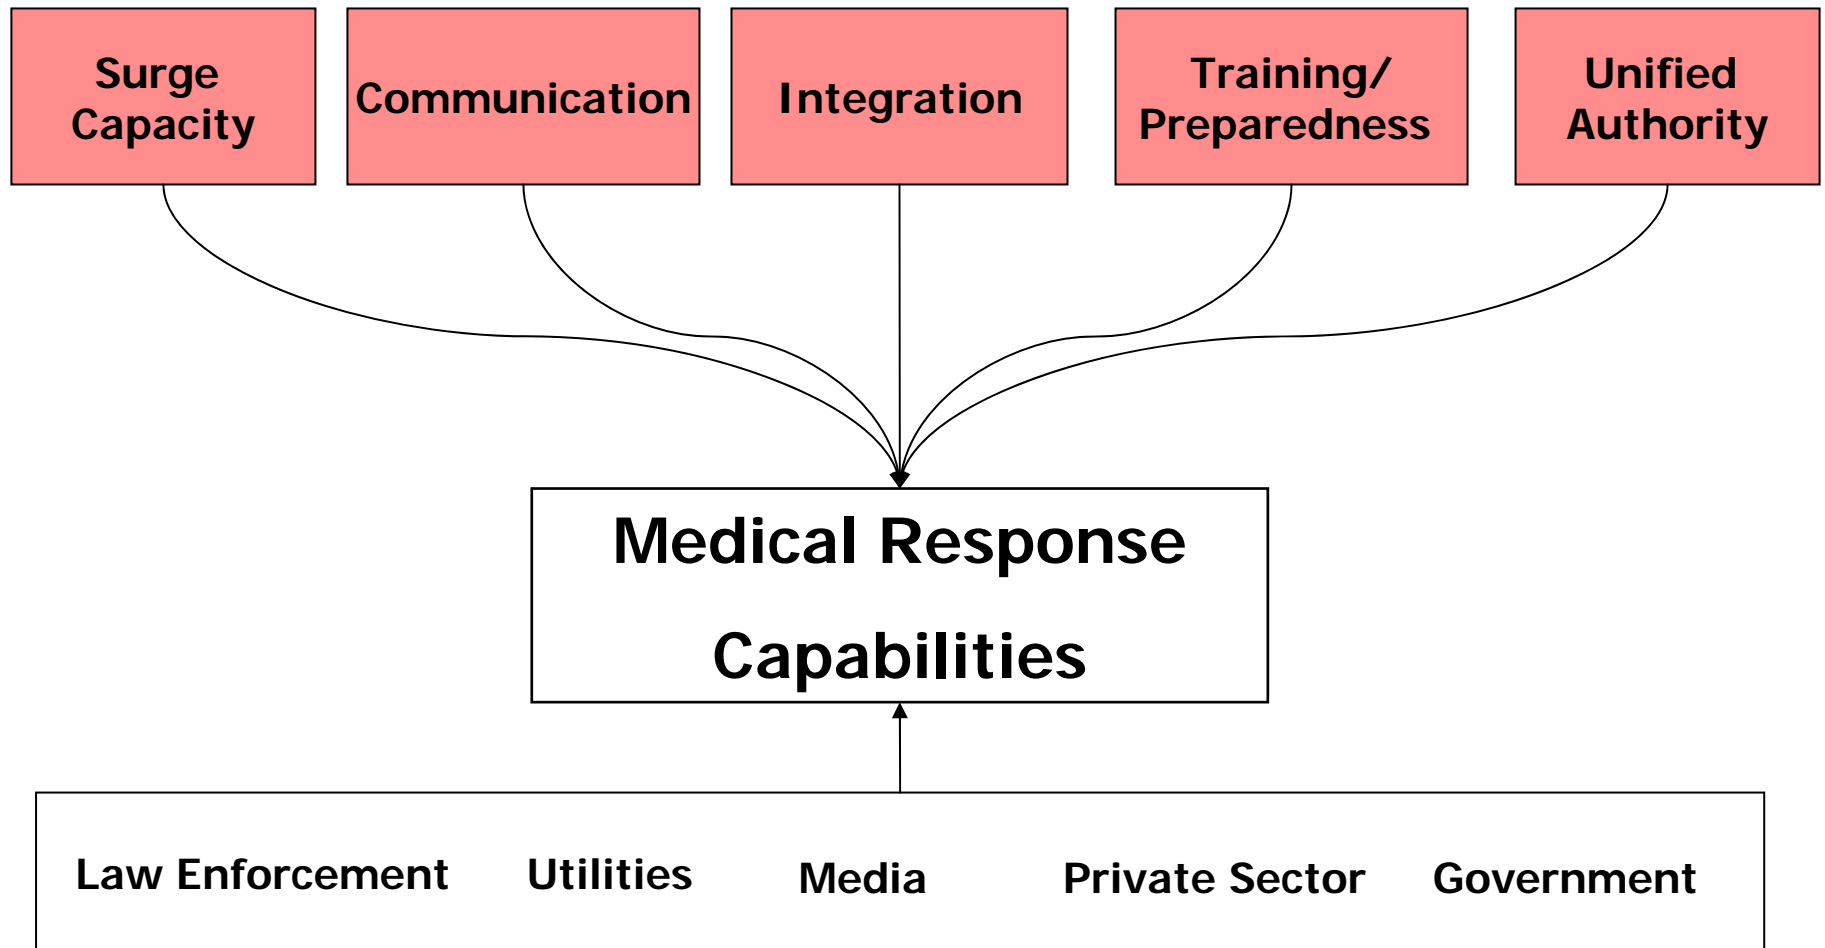 Surge
Capacity
Communication
Integration
Training/
Preparedness
Unified
Authority
Medical Response
Capabilities
Law Enforcement
Utilities
Media
Private Sector
Government